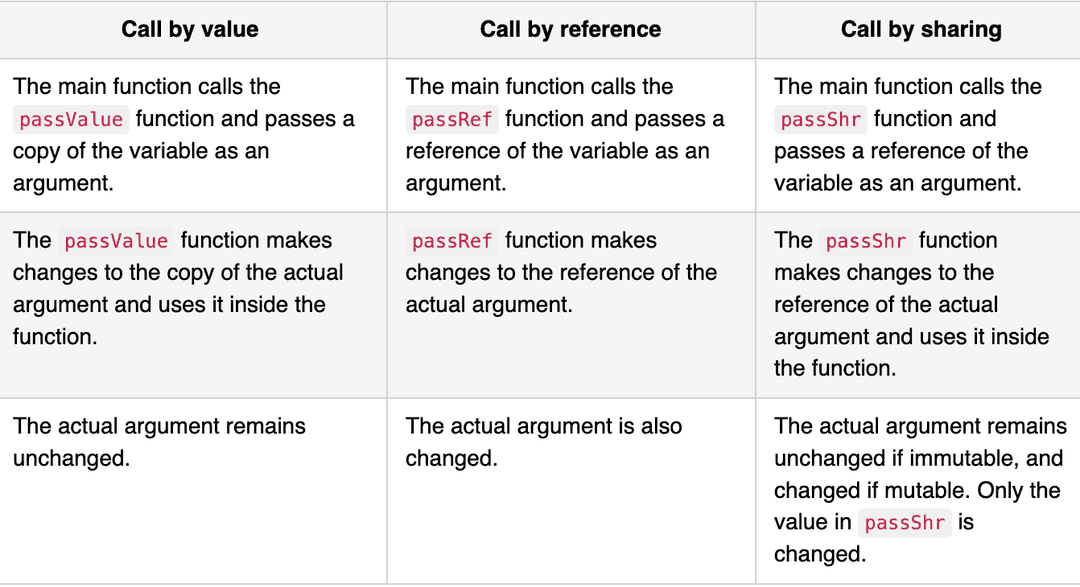 Call by value
Call by reference
Call by sharing
The main function calls the
passValue function and passes a
copy of the variable as an
argument.
The main function calls the
passRef function and passes a
reference of the variable as an
argument.
The main function calls the
passShr function and
passes a reference of the
variable as an argument.
The passValue function makes
changes to the copy of the actual
argument and uses it inside the
function.
passRef function makes
changes to the reference of the
actual argument.
The passShr function
makes changes to the
reference of the actual
argument and uses it inside
the function.
The actual argument remains
unchanged.
The actual argument is also
changed.
The actual argument remains
unchanged if immutable, and
changed if mutable. Only the
value in passShr is
changed.